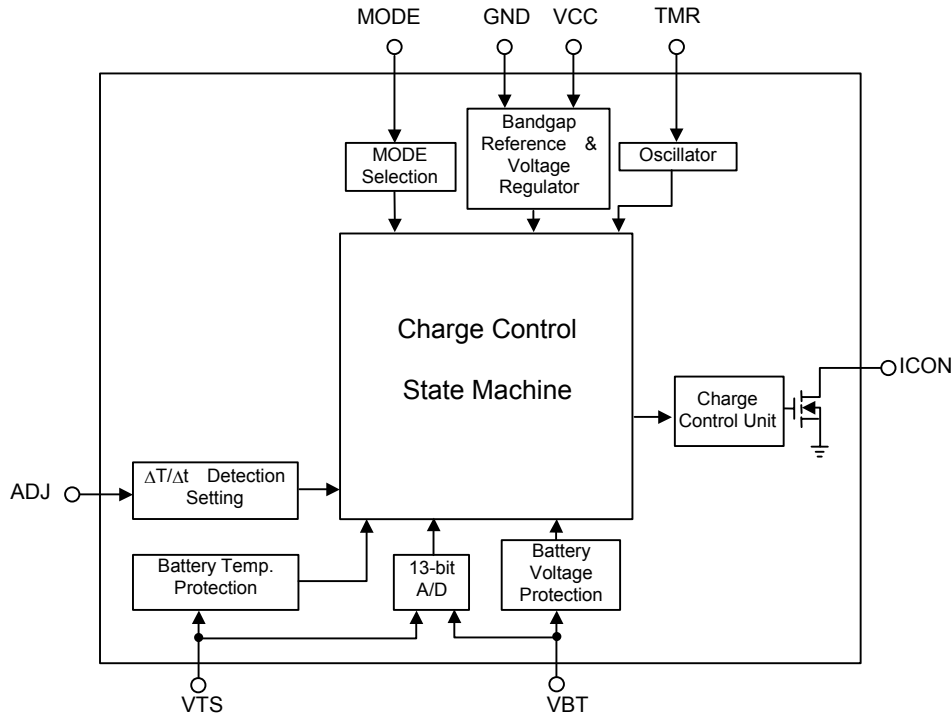 MODE
GND
VCC
TMR
MODE
Selection
Bandgap
Reference &
Voltage
Regulator
Oscillator
Charge Control
State Machine
Charge
Control Unit
ICON
ADJ
ΔT/Δt Detection
Setting
Battery Temp.
Protection
13-bit
A/D
Battery
Voltage
Protection
VTS
VBT